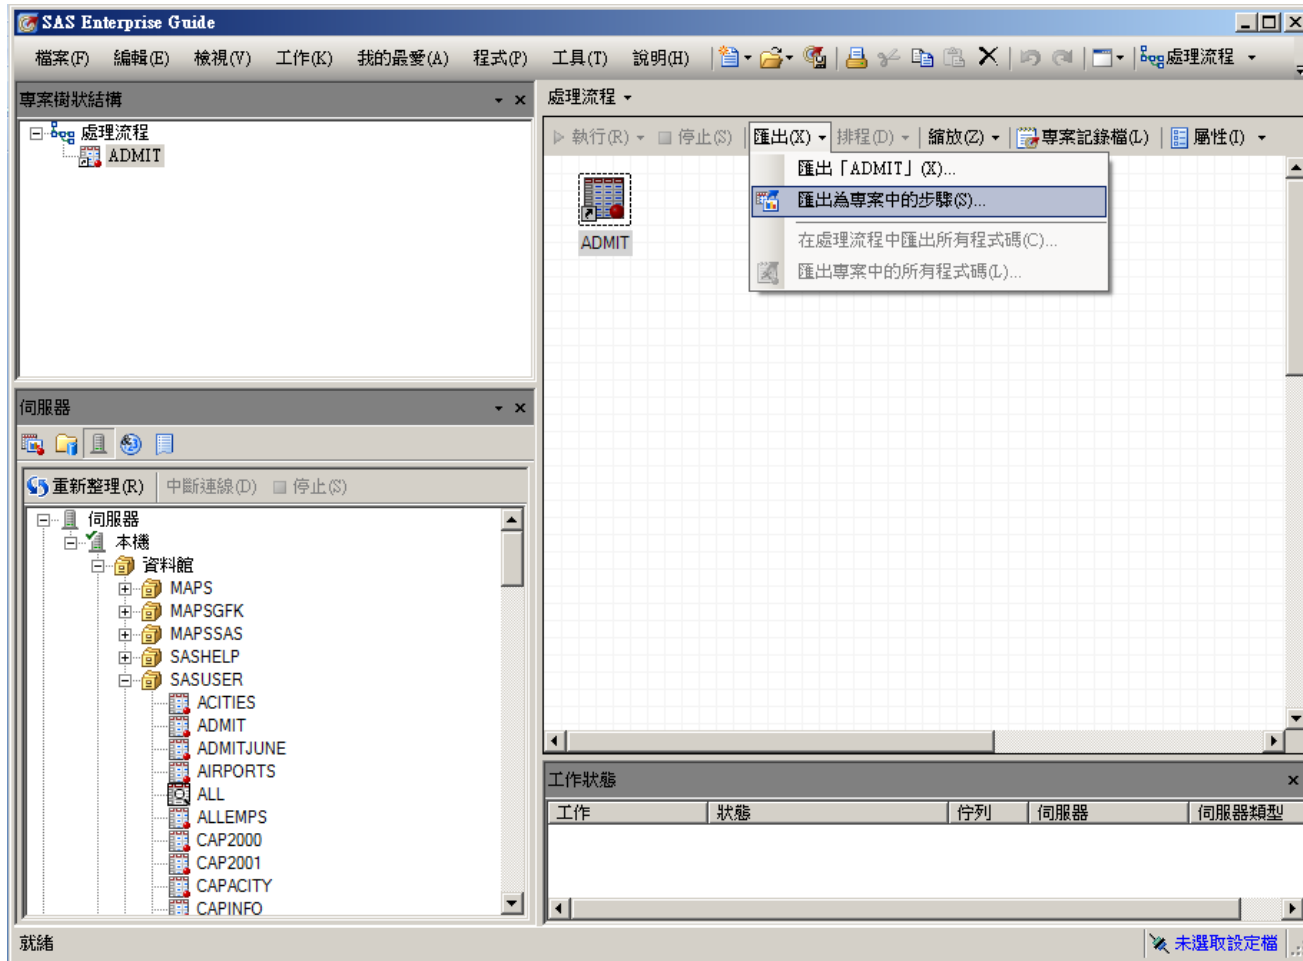 SAS Enterprise Guide
檔案(F) 編輯(E) 檢視(V) 工作(K) 我的最愛(A) 程式(P) 工具(T) 說明(H) 處理流程
專案樹狀結構
處理流程
ADMIT
處理流程
執行(R) 停止(S) 匯出(X) 排程(D) 縮放(Z) 專案記錄檔(L) 屬性(I)
匯出「ADMIT」(X)...
匯出為專案中的步驟(S)...
在處理流程中匯出所有程式碼(C)...
匯出專案中的所有程式碼(L)...
ADMIT
伺服器
重新整理(R) 中斷連線(D) 停止(S)
伺服器
本機
資料館
MAPS
MAPSGFK
MAPSSAS
SASHELP
SASUSER
ACITIES
ADMIT
ADMITJUNE
AIRPORTS
ALL
ALLEMPS
CAP2000
CAP2001
CAPACITY
CAPINFO
工作狀態
工作 狀態 佇列 伺服器 伺服器類型
就緒
未選取設定檔